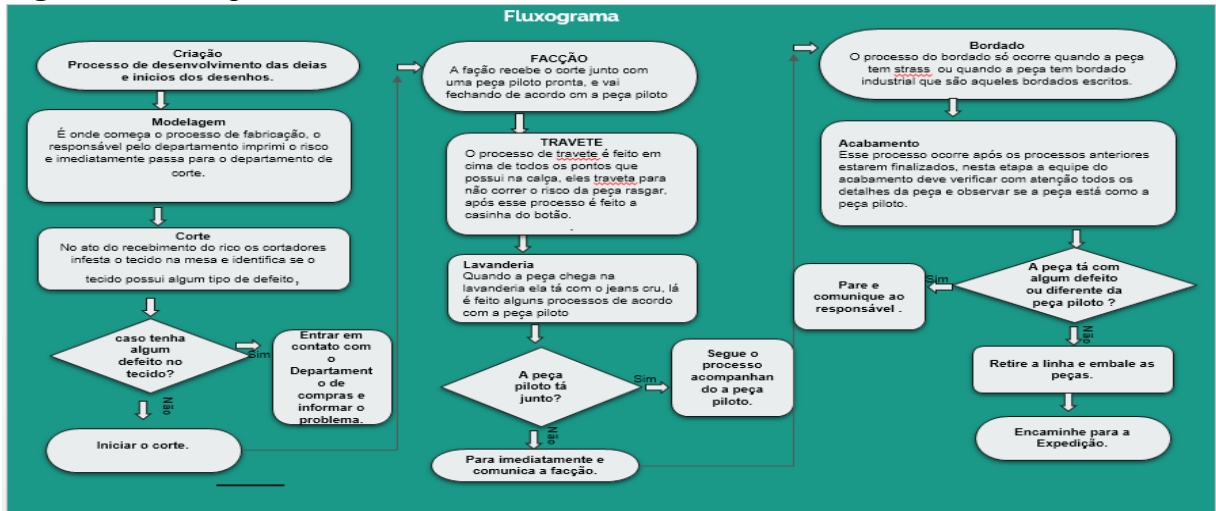 Fluxograma
Criação
Processo de desenvolvimento das deias
e inicios dos desenhos.
Modelagem
É onde começa o processo de fabricação, o
responsável pelo departamento imprimi o risco
e imediatamente passa para o departamento de
corte.
Corte
No ato do recebimento do rico os cortadores
infesta o tecido na mesa e identifica se o
tecido possui algum tipo de defeito,
caso tenha
algum
defeito no
tecido?
Sim
Entrar em
contato com
o
Departament
o de
compras e
informar o
problema.
Não
Iniciar o corte.
FACÇÃO
A fação recebe o corte junto com
uma peça piloto pronta, e vai
fechando de acordo cm a peça piloto
TRAVETE
O processo de travete é feito em
cima de todos os pontos que
possui na calça, eles traveta para
não correr o risco da peça rasgar,
após esse processo é feito a
casinha do botão.
.
Lavanderia
Quando a peça chega na
lavanderia ela tá com o jeans cru, lá
é feito alguns processos de acordo
com a peça piloto
A peça
piloto tá
junto?
Sim
Segue o
processo
acompanhan
do a peça
piloto.
Não
Para imediatamente e
comunica a facção.
Bordado
O processo do bordado só ocorre quando a peça
tem strass ou quando a peça tem bordado
industrial que são aqueles bordados escritos.
Acabamento
Esse processo ocorre após os processos anteriores
estarem finalizados, nesta etapa a equipe do
acabamento deve verificar com atenção todos os
detalhes da peça e observar se a peça está como a
peça piloto.
A peça tá com
algum defeito
ou diferente da
peça piloto ?
Sim
Pare e
comunique ao
responsável .
Não
Retire a linha e embale as
peças.
Encaminhe para a
Expedição.